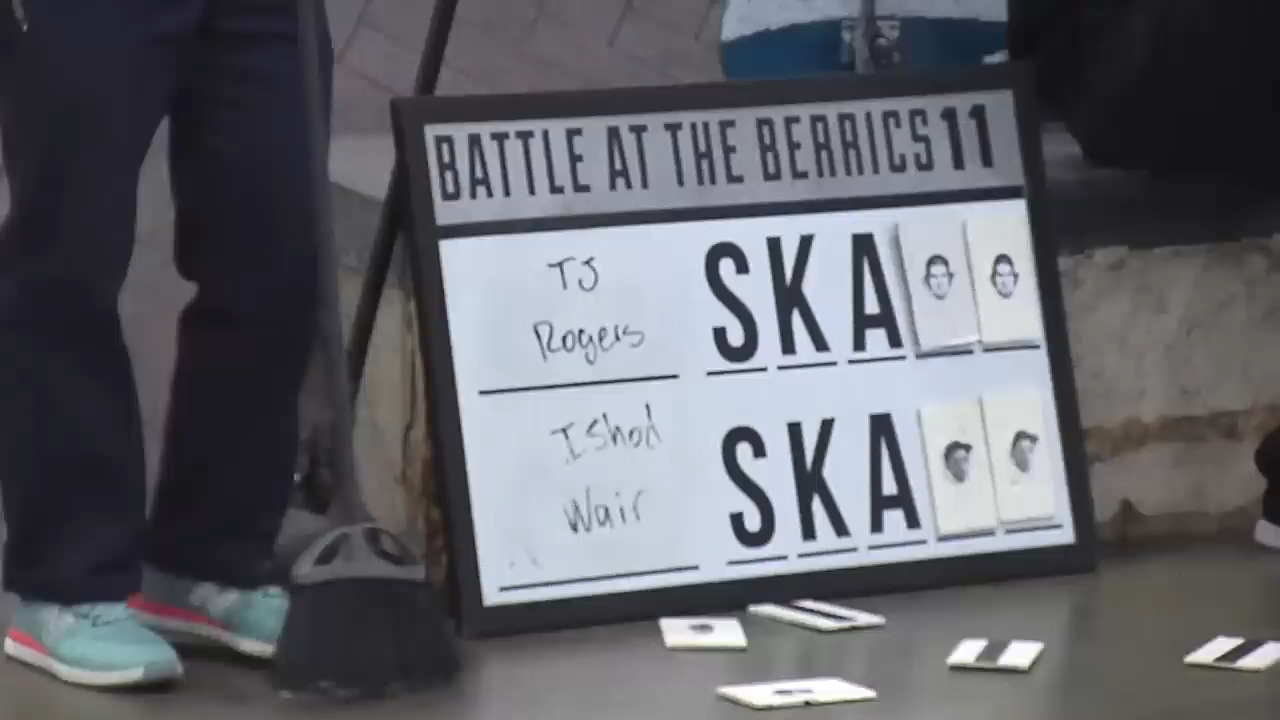 BATTLE AT THE BERRICS 11
TJ
Rogers
SKA
Ishod
Wair
SKA